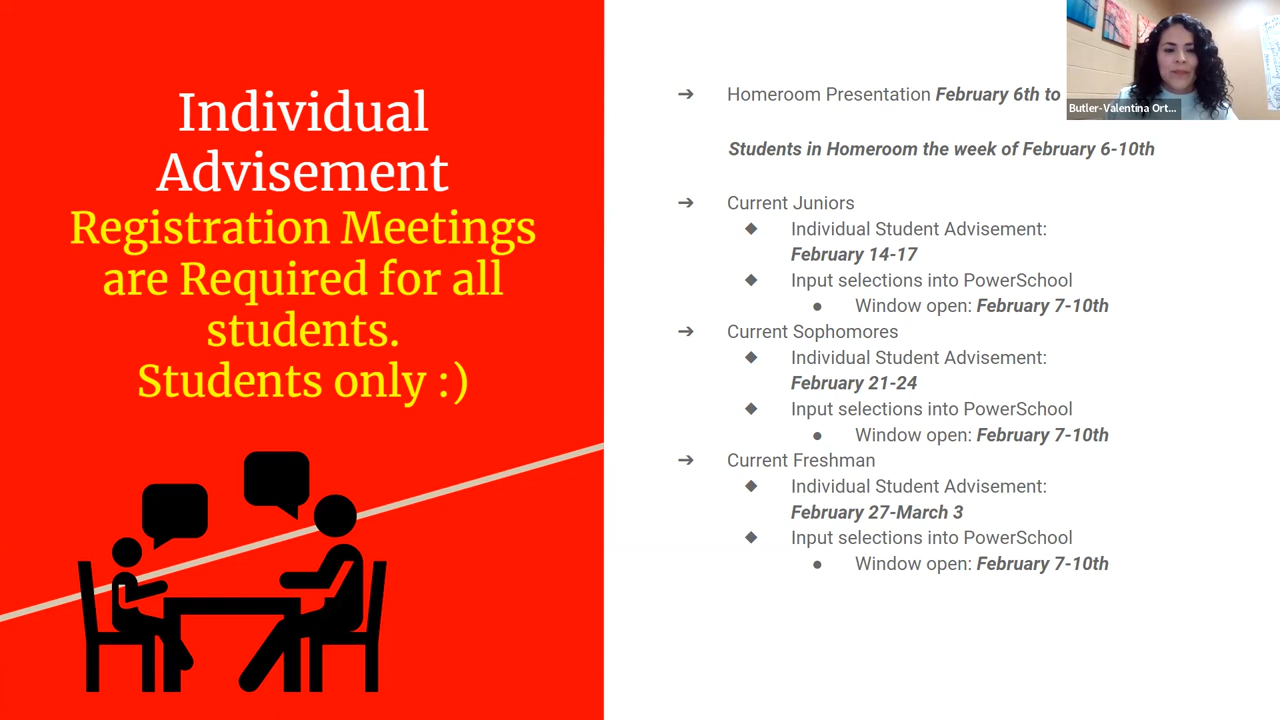 Individual
Advisement
Registration Meetings
are Required for all
students.
Students only :)
➔ Homeroom Presentation February 6th to
Students in Homeroom the week of February 6-10th
➔ Current Juniors
◆ Individual Student Advisement:
February 14-17
◆ Input selections into PowerSchool
● Window open: February 7-10th
➔ Current Sophomores
◆ Individual Student Advisement:
February 21-24
◆ Input selections into PowerSchool
● Window open: February 7-10th
➔ Current Freshman
◆ Individual Student Advisement:
February 27-March 3
◆ Input selections into PowerSchool
● Window open: February 7-10th
Butler-Valentina Ort...